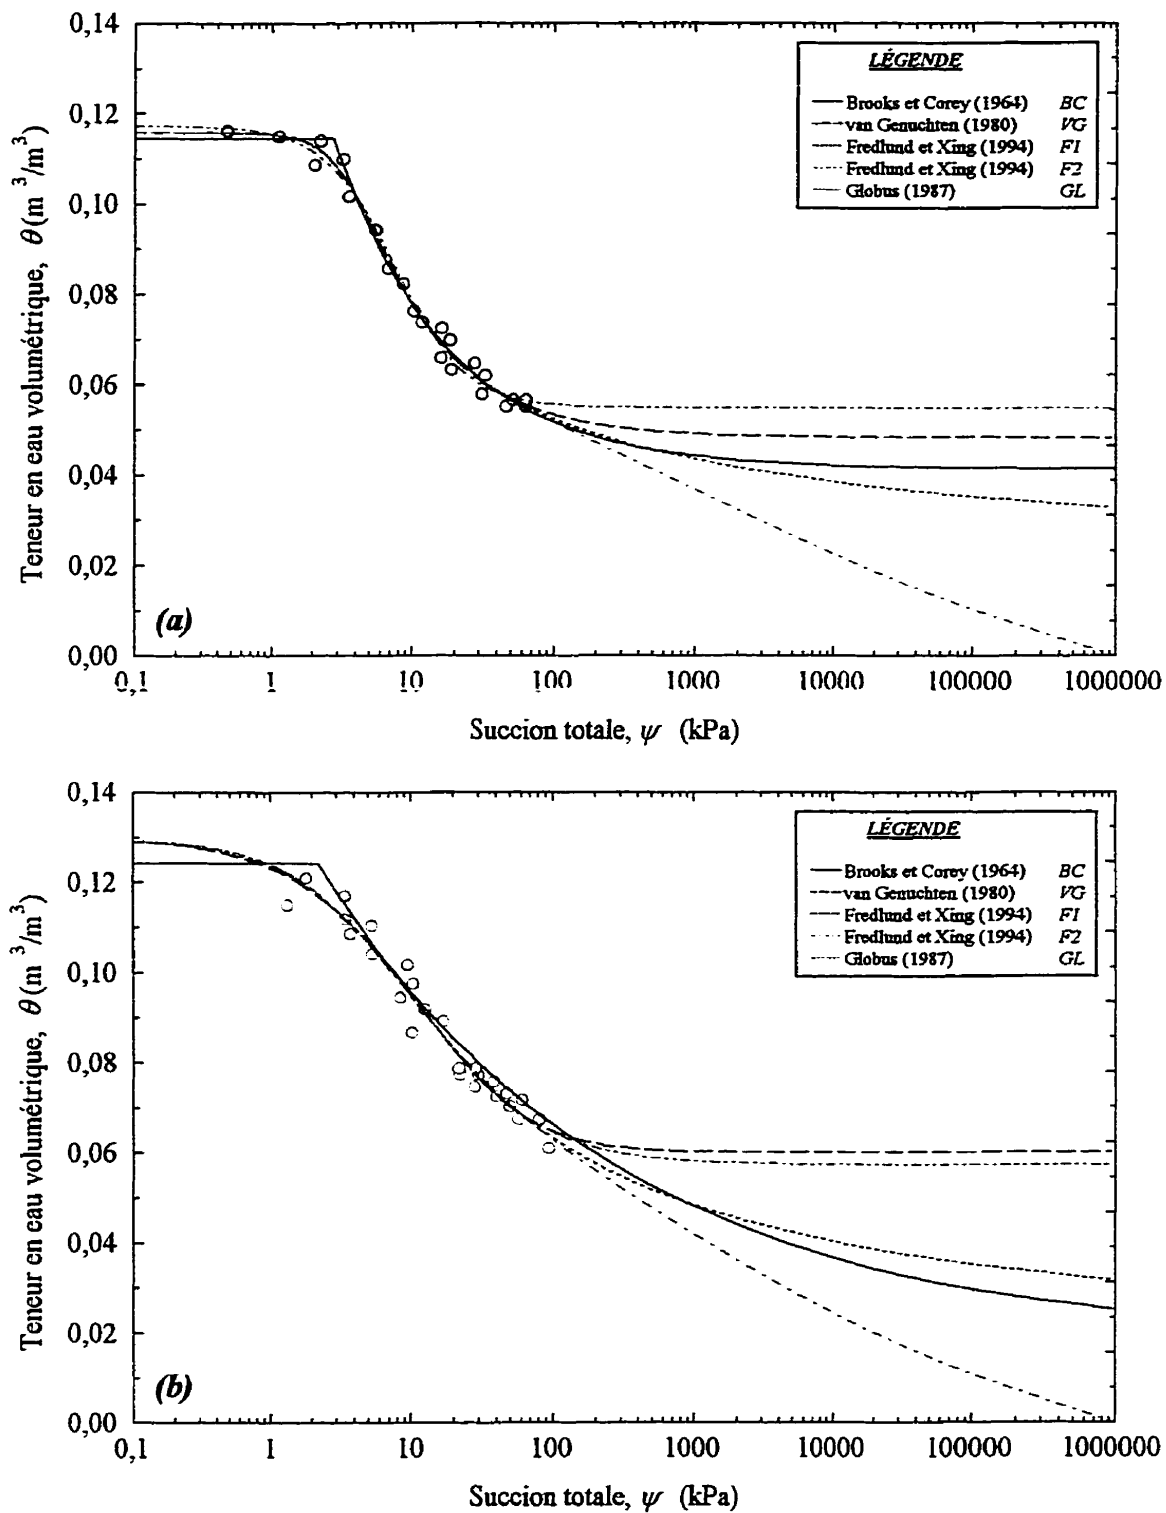 0,14
0,12
0,10
0,08
0,06
0,04
0,02
0,00
Teneur en eau volumétrique, θ (m³/m³)
LÉGENDE
Brooks et Corey (1964) BC
van Genuchten (1980) VG
Fredlund et Xing (1994) F1
Fredlund et Xing (1994) F2
Globus (1987) GL
(a)
0,1 1 10 100 1000 10000 100000 1000000
Succion totale, ψ (kPa)
0,14
0,12
0,10
0,08
0,06
0,04
0,02
0,00
Teneur en eau volumétrique, θ (m³/m³)
LÉGENDE
Brooks et Corey (1964) BC
van Genuchten (1980) VG
Fredlund et Xing (1994) F1
Fredlund et Xing (1994) F2
Globus (1987) GL
(b)
0,1 1 10 100 1000 10000 100000 1000000
Succion totale, ψ (kPa)